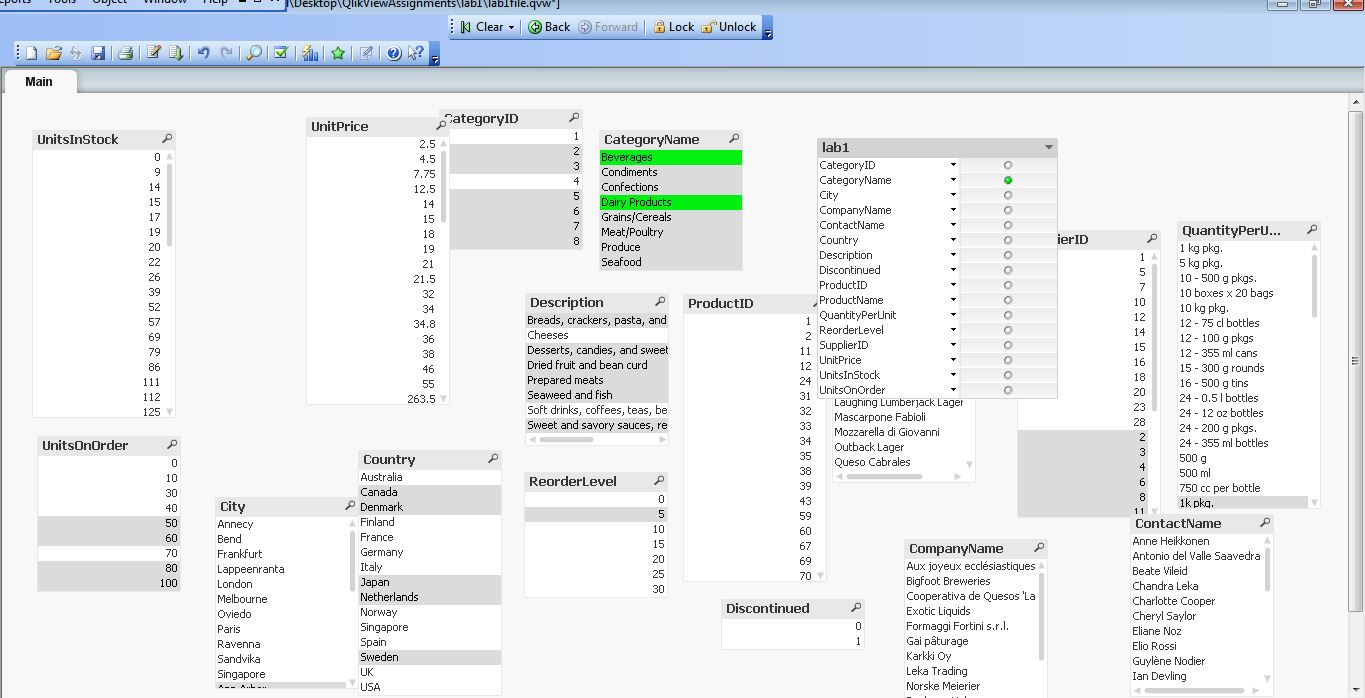 eports Tools Object Window Help
l\Desktop\QlikViewAssignments\lab1\lab1file.qvw*]
Clear Back Forward Lock Unlock
Main
UnitsInStock
0
9
14
15
17
19
20
22
26
39
52
57
69
79
86
111
112
125
UnitPrice
2.5
4.5
7.75
12.5
14
15
18
19
21
21.5
32
34
34.8
36
38
46
55
263.5
CategoryID
1
2
3
4
5
6
7
8
CategoryName
Beverages
Condiments
Confections
Dairy Products
Grains/Cereals
Meat/Poultry
Produce
Seafood
lab1
CategoryID
CategoryName
City
CompanyName
ContactName
Country
Description
Discontinued
ProductID
ProductName
QuantityPerUnit
ReorderLevel
SupplierID
UnitPrice
UnitsInStock
UnitsOnOrder
Laughing Lumberjack Lager
Mascarpone Fabioli
Mozzarella di Giovanni
Outback Lager
Queso Cabrales
ierID
1
5
7
10
12
14
15
16
18
20
23
28
2
3
4
6
8
11
QuantityPerU...
1 kg pkg.
5 kg pkg.
10 - 500 g pkgs.
10 boxes x 20 bags
10 kg pkg.
12 - 75 cl bottles
12 - 100 g pkgs
12 - 355 ml cans
15 - 300 g rounds
16 - 500 g tins
24 - 0.5 l bottles
24 - 12 oz bottles
24 - 200 g pkgs.
24 - 355 ml bottles
500 g
500 ml
750 cc per bottle
1k pkg.
Description
Breads, crackers, pasta, and
Cheeses
Desserts, candies, and sweet
Dried fruit and bean curd
Prepared meats
Seaweed and fish
Soft drinks, coffees, teas, be
Sweet and savory sauces, re
ProductID
1
2
11
12
24
31
32
33
34
35
38
39
43
59
60
67
69
70
UnitsOnOrder
0
10
30
40
50
60
70
80
100
City
Annecy
Bend
Frankfurt
Lappeenranta
London
Melbourne
Oviedo
Paris
Ravenna
Sandvika
Singapore
Ann Arbor
Country
Australia
Canada
Denmark
Finland
France
Germany
Italy
Japan
Netherlands
Norway
Singapore
Spain
Sweden
UK
USA
ReorderLevel
0
5
10
15
20
25
30
Discontinued
0
1
CompanyName
Aux joyeux ecclésiastiques
Bigfoot Breweries
Cooperativa de Quesos 'La
Exotic Liquids
Formaggi Fortini s.r.l.
Gai pâturage
Karkki Oy
Leka Trading
Norske Meierier
ContactName
Anne Heikkonen
Antonio del Valle Saavedra
Beate Vileid
Chandra Leka
Charlotte Cooper
Cheryl Saylor
Eliane Noz
Elio Rossi
Guylène Nodier
Ian Devling